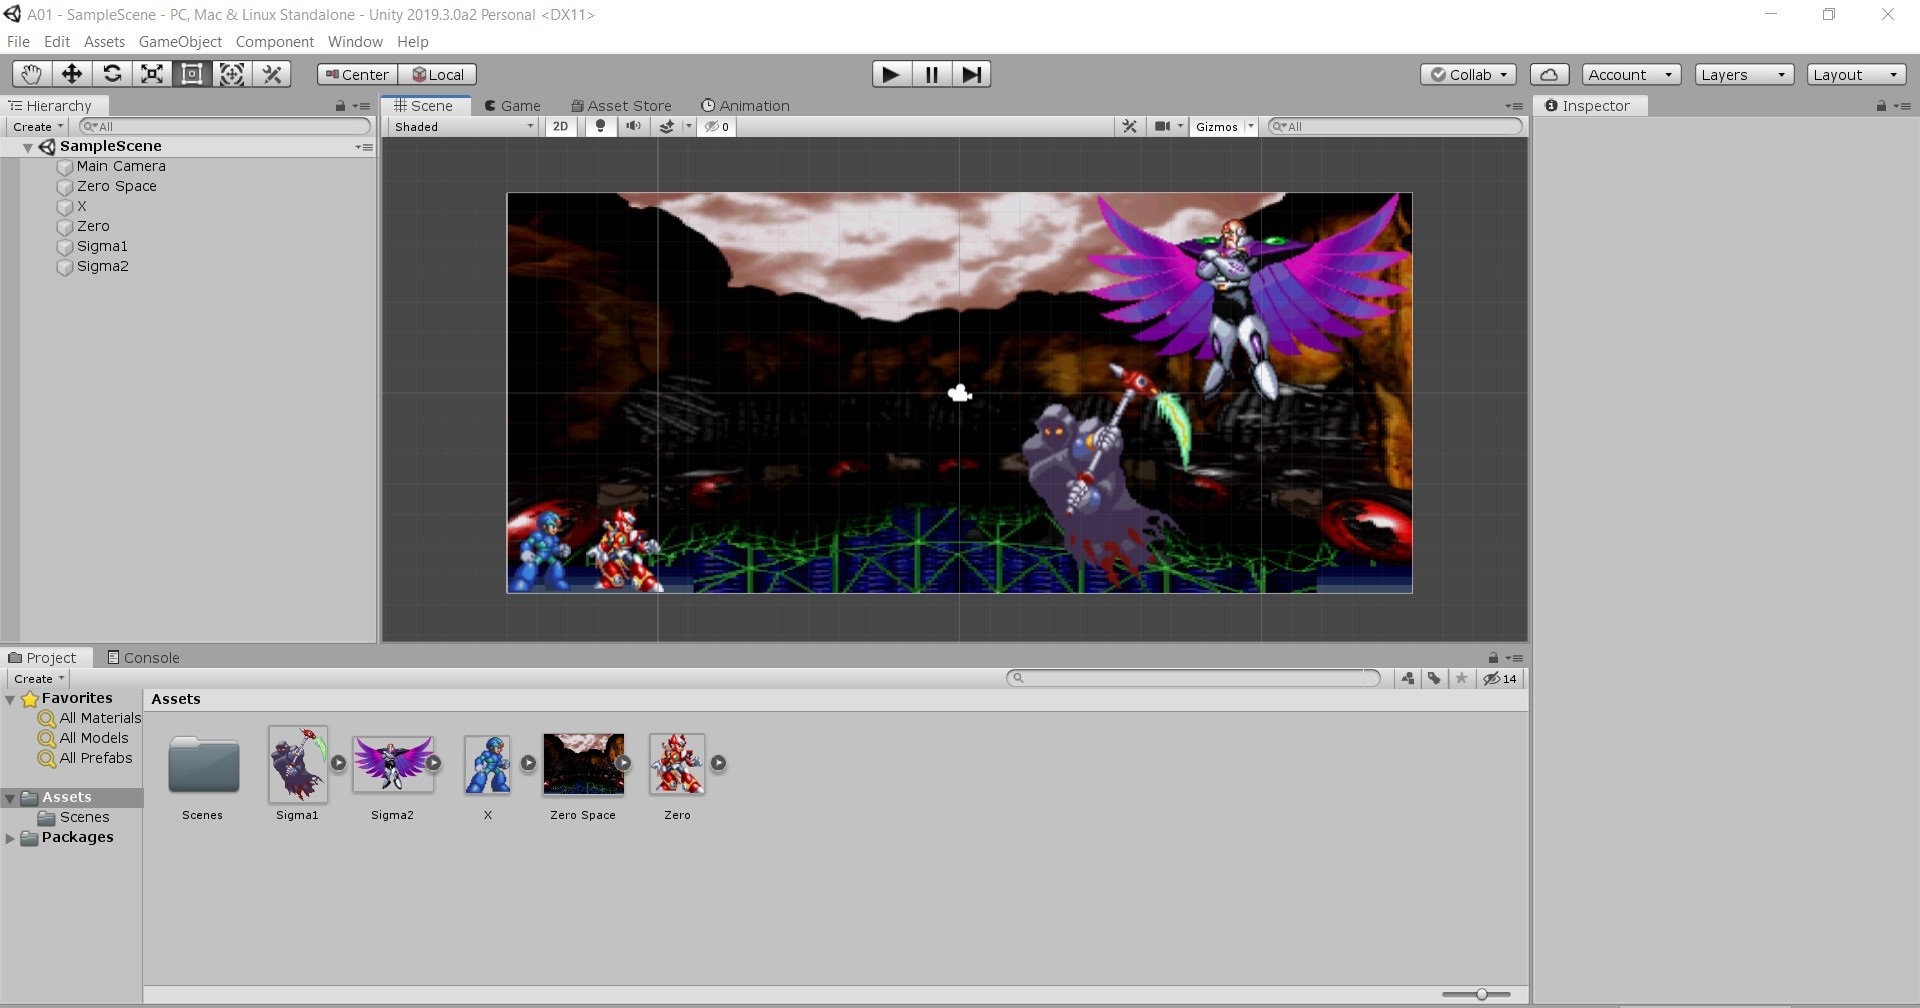 A01 - SampleScene - PC, Mac & Linux Standalone - Unity 2019.3.0a2 Personal <DX11>
File Edit Assets GameObject Component Window Help
Center Local Collab Account Layers Layout
Hierarchy
Create All
SampleScene
Main Camera
Zero Space
X
Zero
Sigma1
Sigma2
Scene Game Asset Store Animation
Shaded 2D 0 Gizmos All
Inspector
Project Console
Create 14
Favorites
All Materials
All Models
All Prefabs
Assets
Scenes
Packages
Assets
Scenes Sigma1 Sigma2 X Zero Space Zero